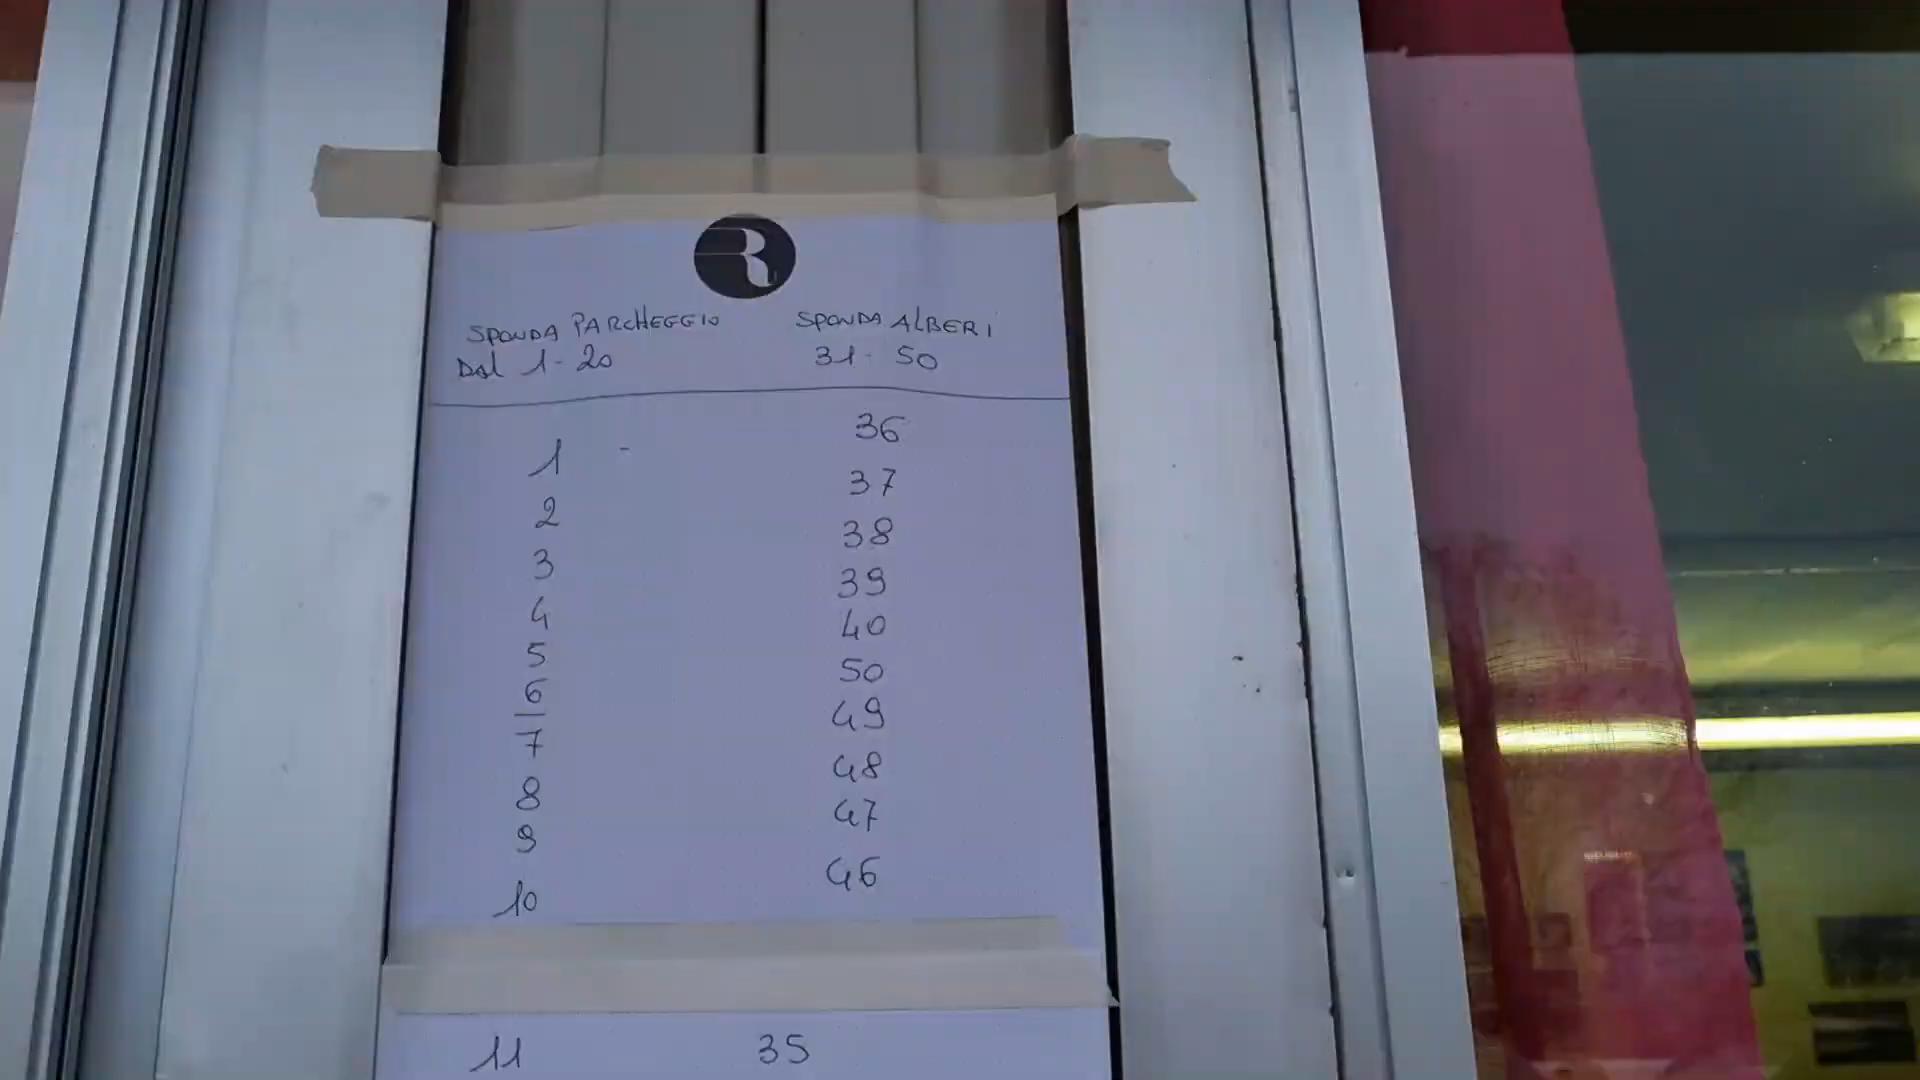 R
SPONDA PARCHEGGIO SPONDA ALBERI
Dal 1-20 31-50
1 - 36
2 37
3 38
4 39
5 40
6 50
7 49
8 48
9 47
10 46
11 35